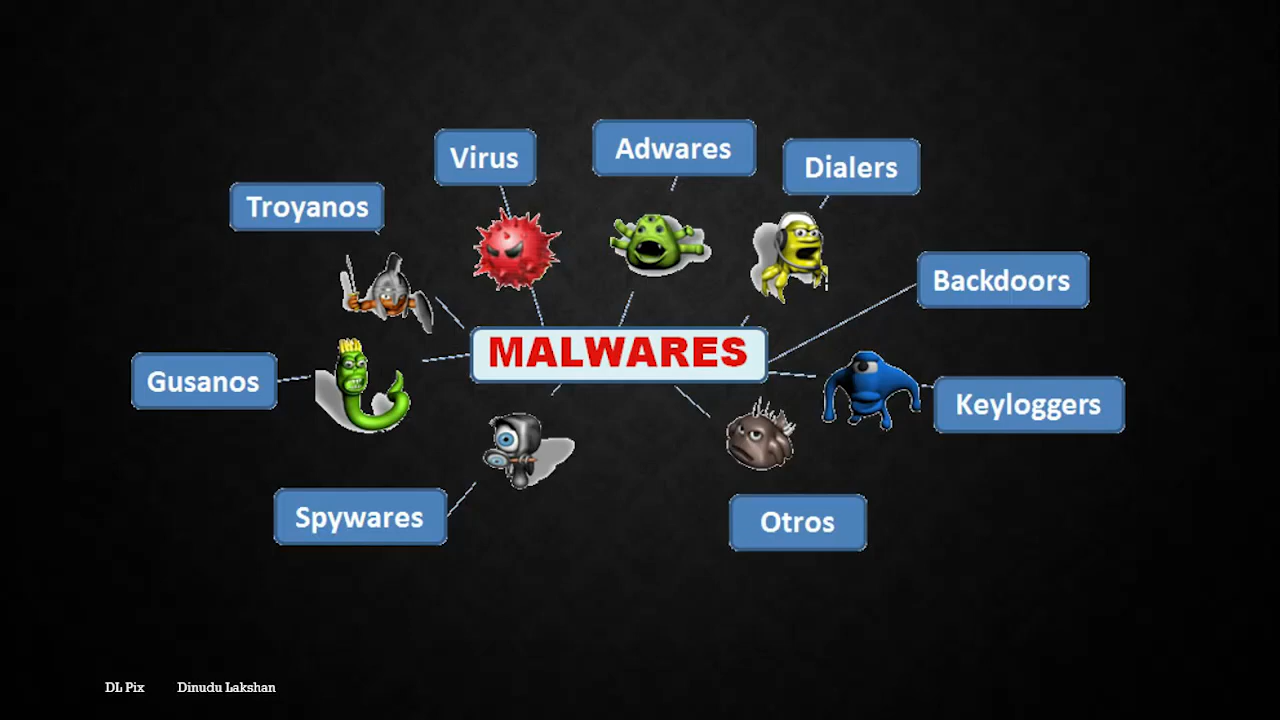 Virus
Adwares
Dialers
Troyanos
Backdoors
MALWARES
Gusanos
Keyloggers
Spywares
Otros
DL Pix Dinudu Lakshan